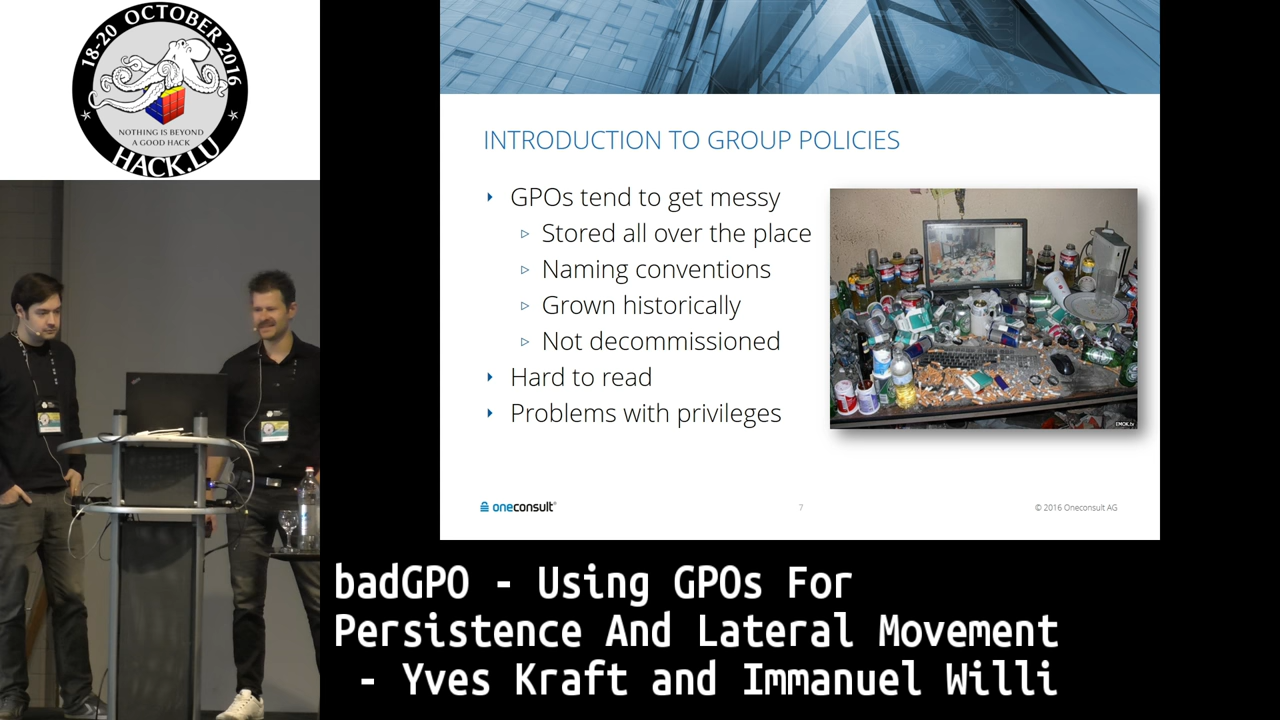 18-20 OCTOBER 2016
NOTHING IS BEYOND
A GOOD HACK
HACK.LU
INTRODUCTION TO GROUP POLICIES
GPOs tend to get messy
Stored all over the place
Naming conventions
Grown historically
Not decommissioned
Hard to read
Problems with privileges
EMOK.tv
oneconsult
7
© 2016 Oneconsult AG
badGPO - Using GPOs For
Persistence And Lateral Movement
- Yves Kraft and Immanuel Willi